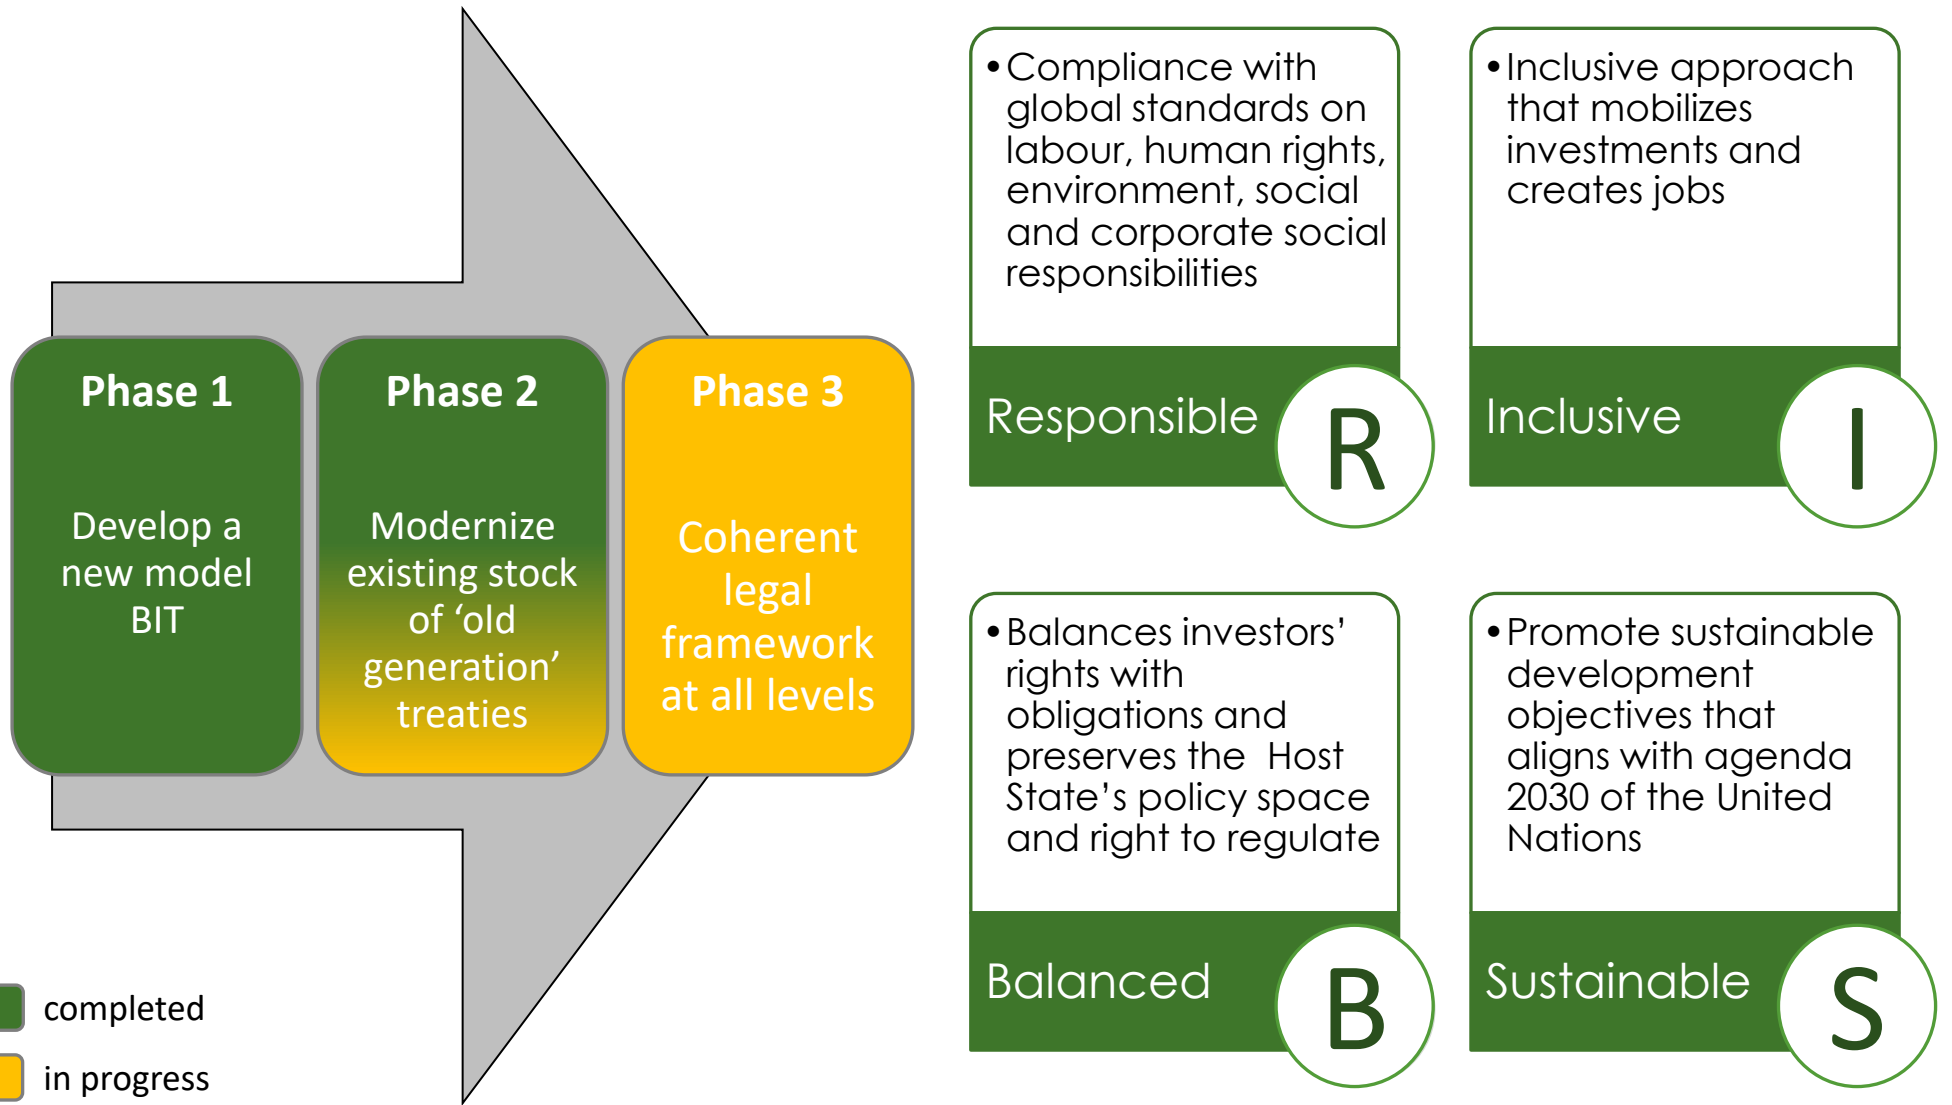 Phase 1
Develop a
new model
BIT
Phase 2
Modernize
existing stock
of ‘old
generation’
treaties
Phase 3
Coherent
legal
framework
at all levels
completed
in progress
•Compliance with
global standards on
labour, human rights,
environment, social
and corporate social
responsibilities
Responsible
R
•Inclusive approach
that mobilizes
investments and
creates jobs
Inclusive
I
•Balances investors’
rights with
obligations and
preserves the  Host
State’s policy space
and right to regulate
Balanced
B
•Promote sustainable
development
objectives that
aligns with agenda
2030 of the United
Nations
Sustainable
S